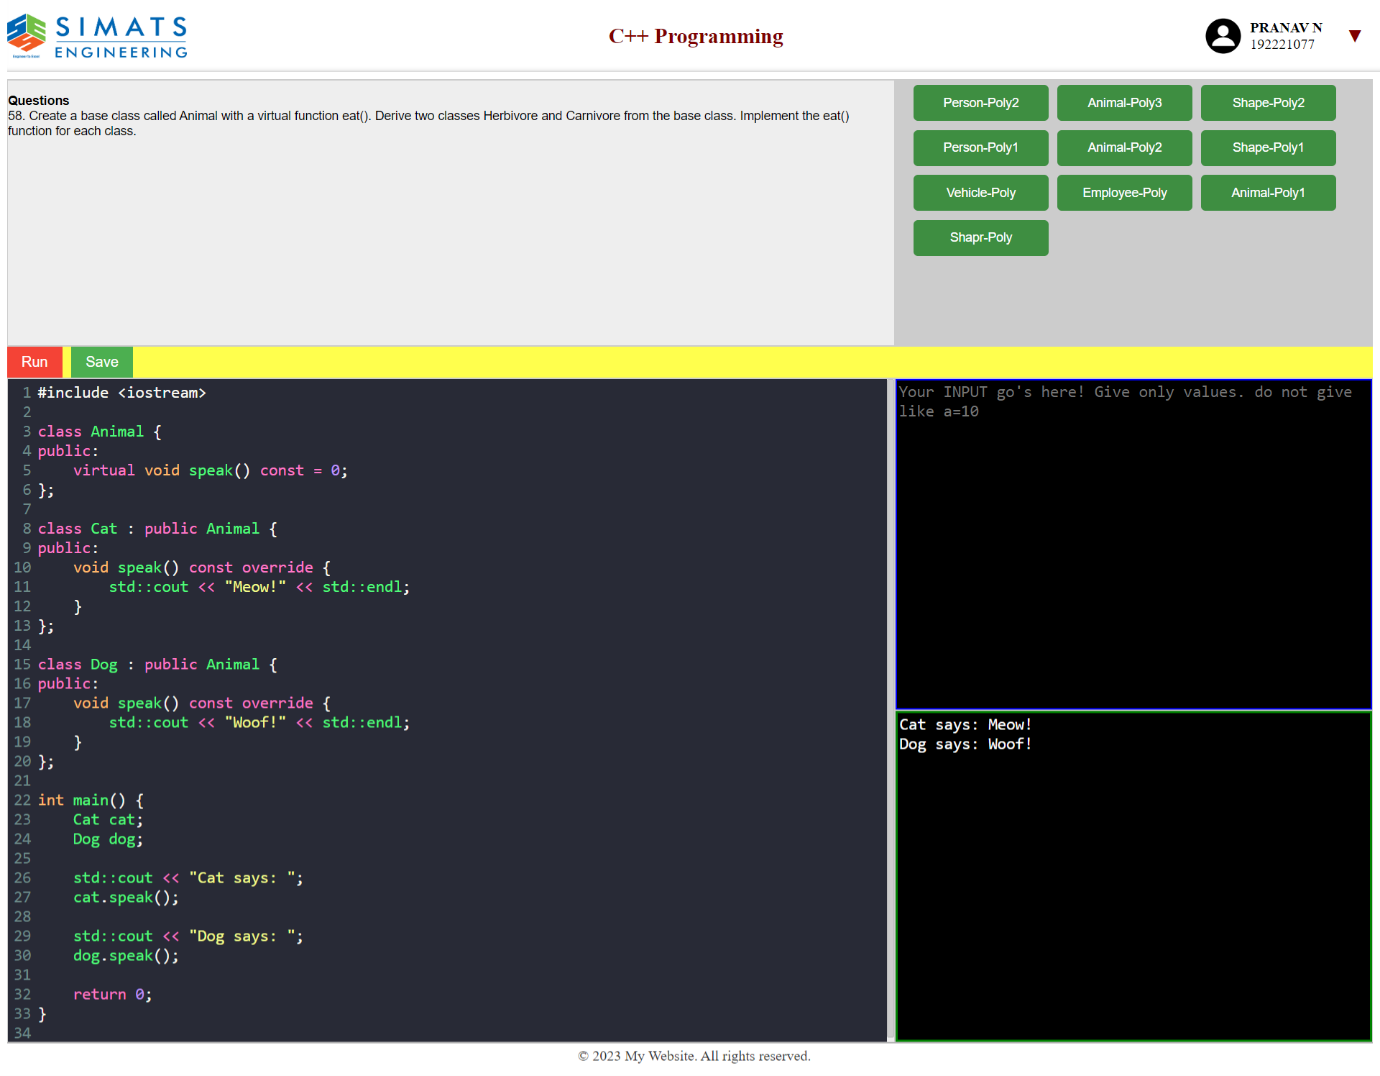 SIMATS
ENGINEERING
C++ Programming
PRANAV N
192221077
Questions
58. Create a base class called Animal with a virtual function eat(). Derive two classes Herbivore and Carnivore from the base class. Implement the eat()
function for each class.
Person-Poly2 Animal-Poly3 Shape-Poly2
Person-Poly1 Animal-Poly2 Shape-Poly1
Vehicle-Poly Employee-Poly Animal-Poly1
Shapr-Poly
Run Save
1 #include <iostream>
2
3 class Animal {
4 public:
5     virtual void speak() const = 0;
6 };
7
8 class Cat : public Animal {
9 public:
10     void speak() const override {
11         std::cout << "Meow!" << std::endl;
12     }
13 };
14
15 class Dog : public Animal {
16 public:
17     void speak() const override {
18         std::cout << "Woof!" << std::endl;
19     }
20 };
21
22 int main() {
23     Cat cat;
24     Dog dog;
25
26     std::cout << "Cat says: ";
27     cat.speak();
28
29     std::cout << "Dog says: ";
30     dog.speak();
31
32     return 0;
33 }
34
Your INPUT go's here! Give only values. do not give
like a=10
Cat says: Meow!
Dog says: Woof!
© 2023 My Website. All rights reserved.